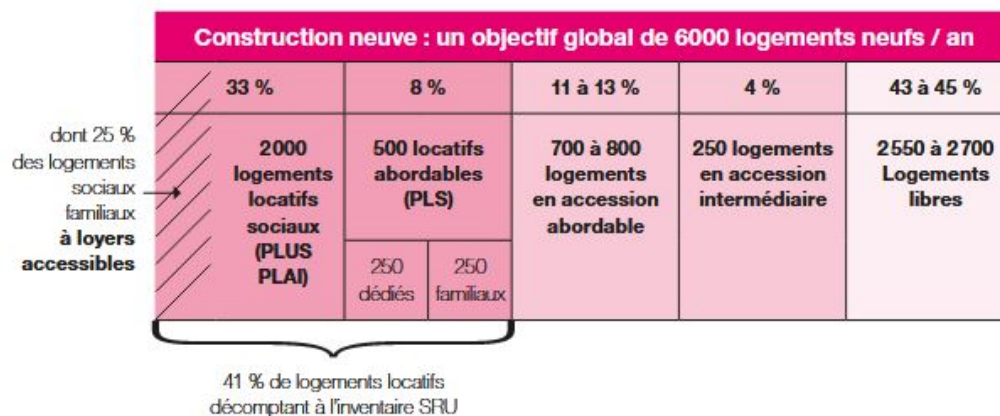 Construction neuve : un objectif global de 6000 logements neufs / an
33 %
8 %
11 à 13 %
4 %
43 à 45 %
dont 25 %
des logements
sociaux
familiaux
à loyers
accessibles
2000
logements
locatifs
sociaux
(PLUS
PLAI)
500 locatifs
abordables
(PLS)
250
dédiés
250
familiaux
700 à 800
logements
en accession
abordable
250 logements
en accession
intermédiaire
2550 à 2700
Logements
libres
41 % de logements locatifs
décomptant à l'inventaire SRU